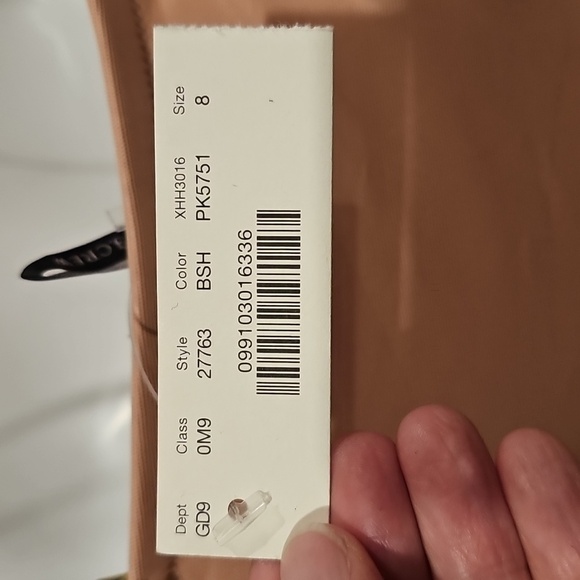 Dept Class Style Color XHH3016 Size
GD9 0M9 27763 BSH PK5751 8
099103016336